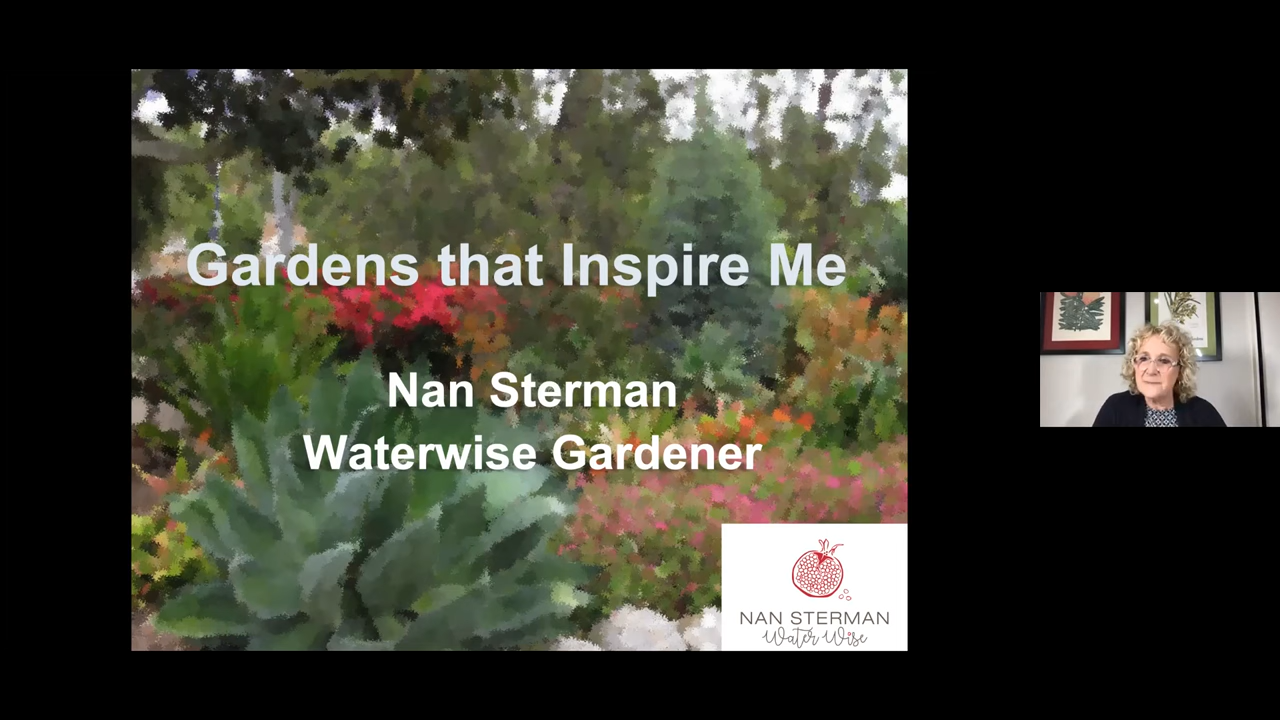 Gardens that Inspire Me
Nan Sterman
Waterwise Gardener
NAN STERMAN
Water Wise